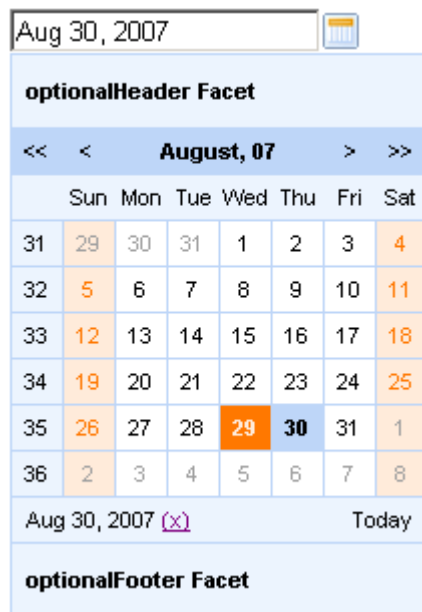 Aug 30, 2007
optionalHeader Facet
<< < August, 07 > >>
Sun Mon Tue Wed Thu Fri Sat
31 29 30 31 1 2 3 4
32 5 6 7 8 9 10 11
33 12 13 14 15 16 17 18
34 19 20 21 22 23 24 25
35 26 27 28 29 30 31 1
36 2 3 4 5 6 7 8
Aug 30, 2007 (x) Today
optionalFooter Facet